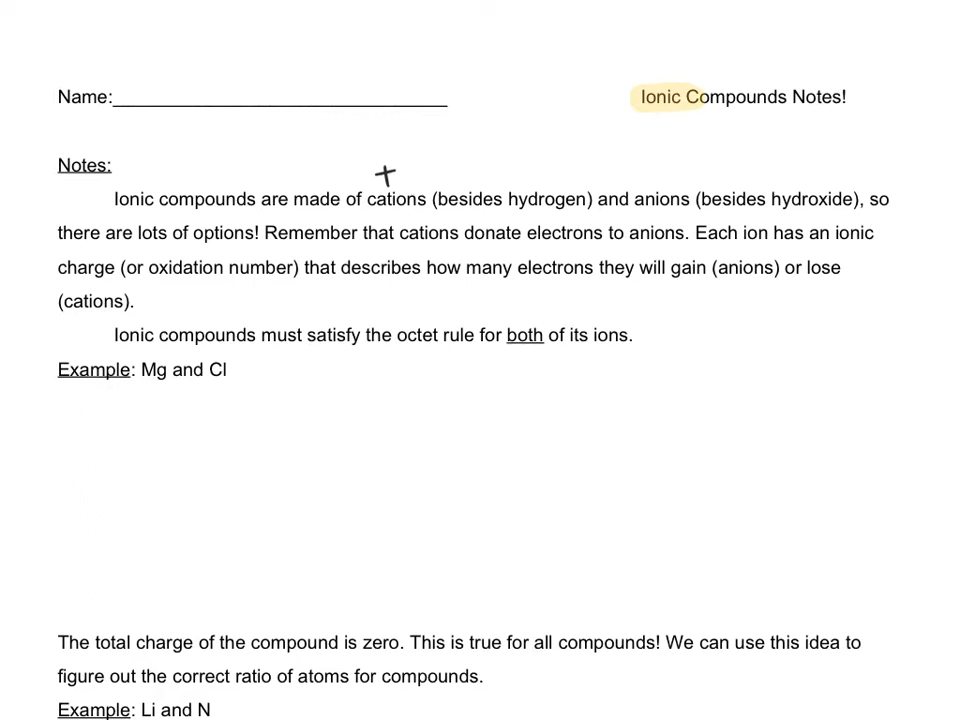 Name:________________________________ Ionic Compounds Notes!
Notes:
+
Ionic compounds are made of cations (besides hydrogen) and anions (besides hydroxide), so
there are lots of options! Remember that cations donate electrons to anions. Each ion has an ionic
charge (or oxidation number) that describes how many electrons they will gain (anions) or lose
(cations).
Ionic compounds must satisfy the octet rule for both of its ions.
Example: Mg and Cl
The total charge of the compound is zero. This is true for all compounds! We can use this idea to
figure out the correct ratio of atoms for compounds.
Example: Li and N